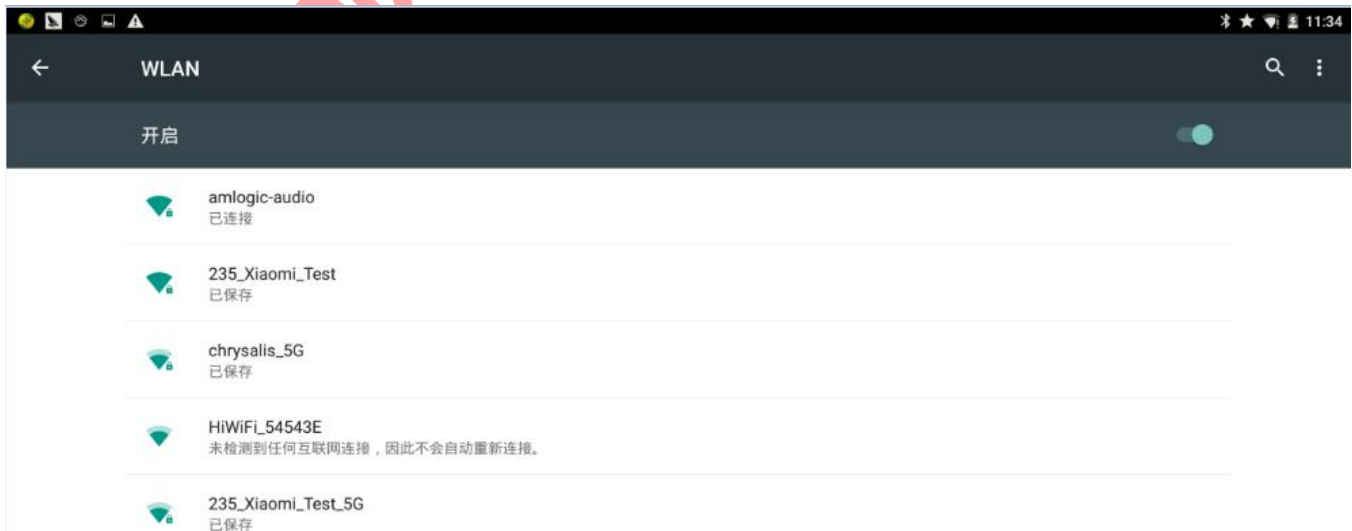 11:34
WLAN
开启
amlogic-audio
已连接
235_Xiaomi_Test
已保存
chrysalis_5G
已保存
HiWiFi_54543E
未检测到任何互联网连接，因此不会自动重新连接。
235_Xiaomi_Test_5G
已保存